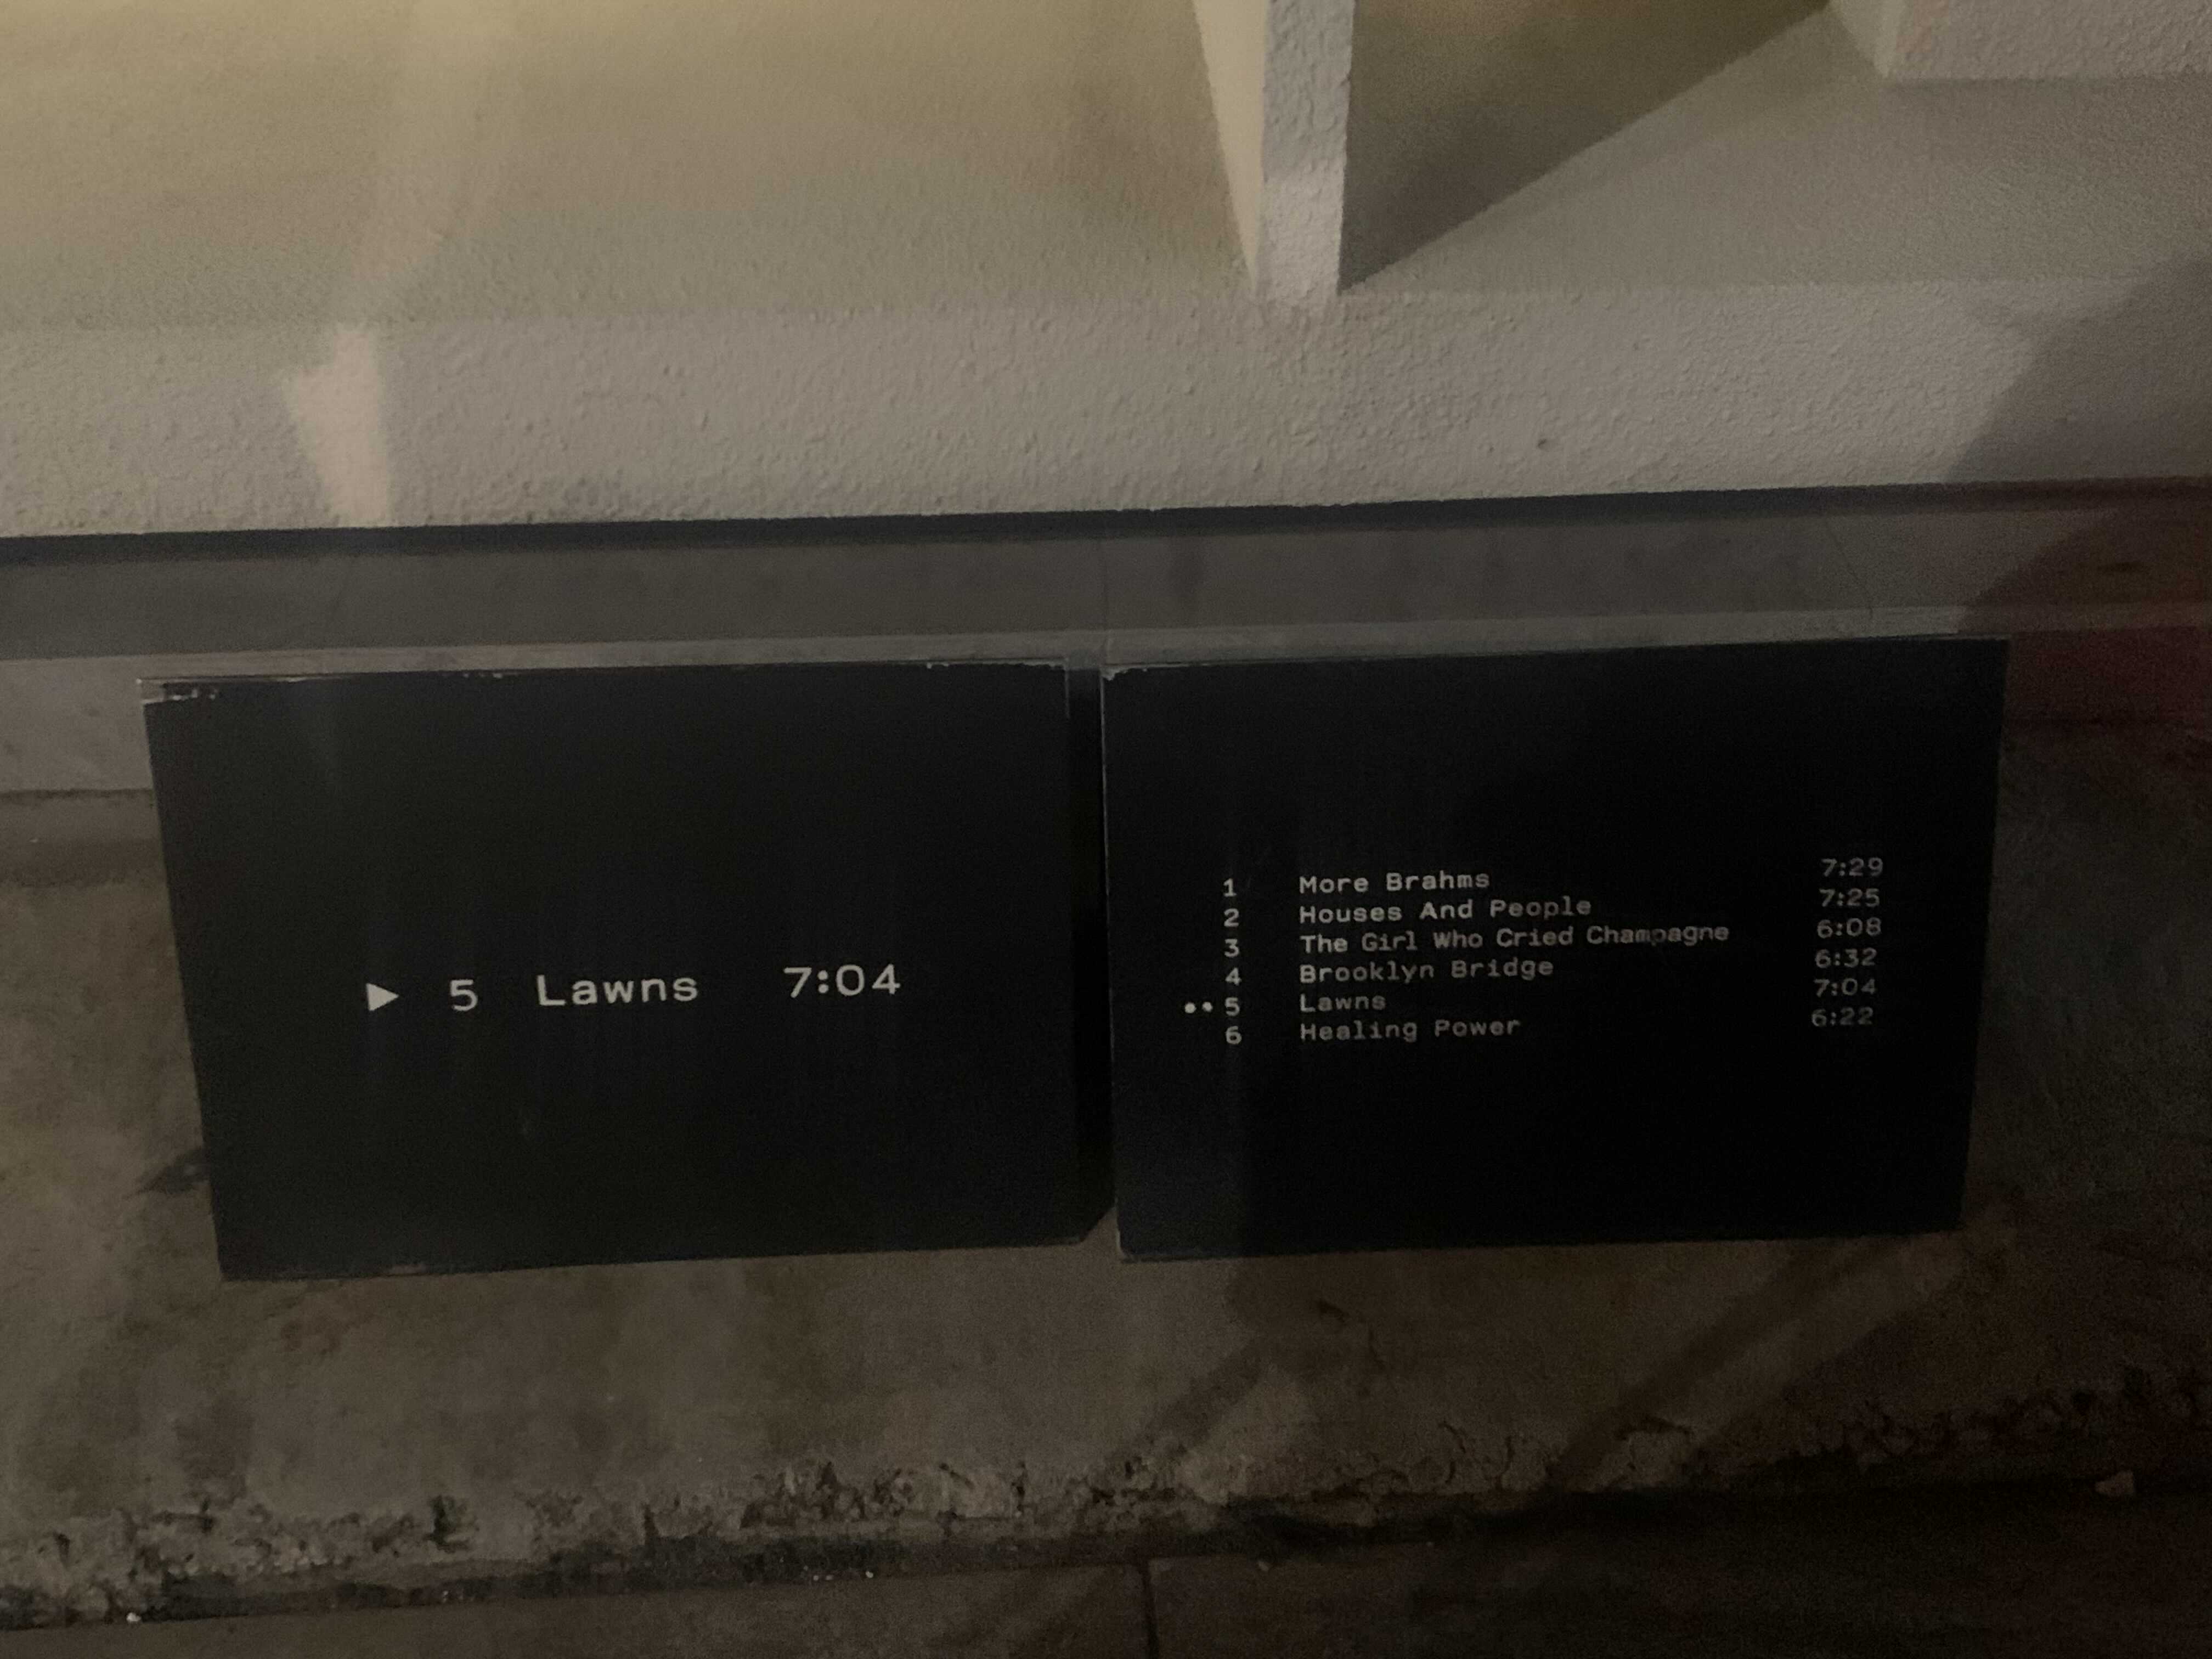 ▶ 5 Lawns 7:04
1 More Brahms 7:29
2 Houses And People 7:25
3 The Girl Who Cried Champagne 6:08
4 Brooklyn Bridge 6:32
•• 5 Lawns 7:04
6 Healing Power 6:22